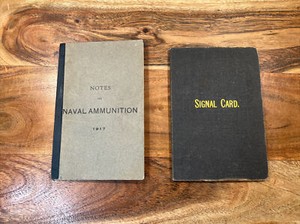 NOTES
ON
NAVAL AMMUNITION
1917
SIGNAL CARD.